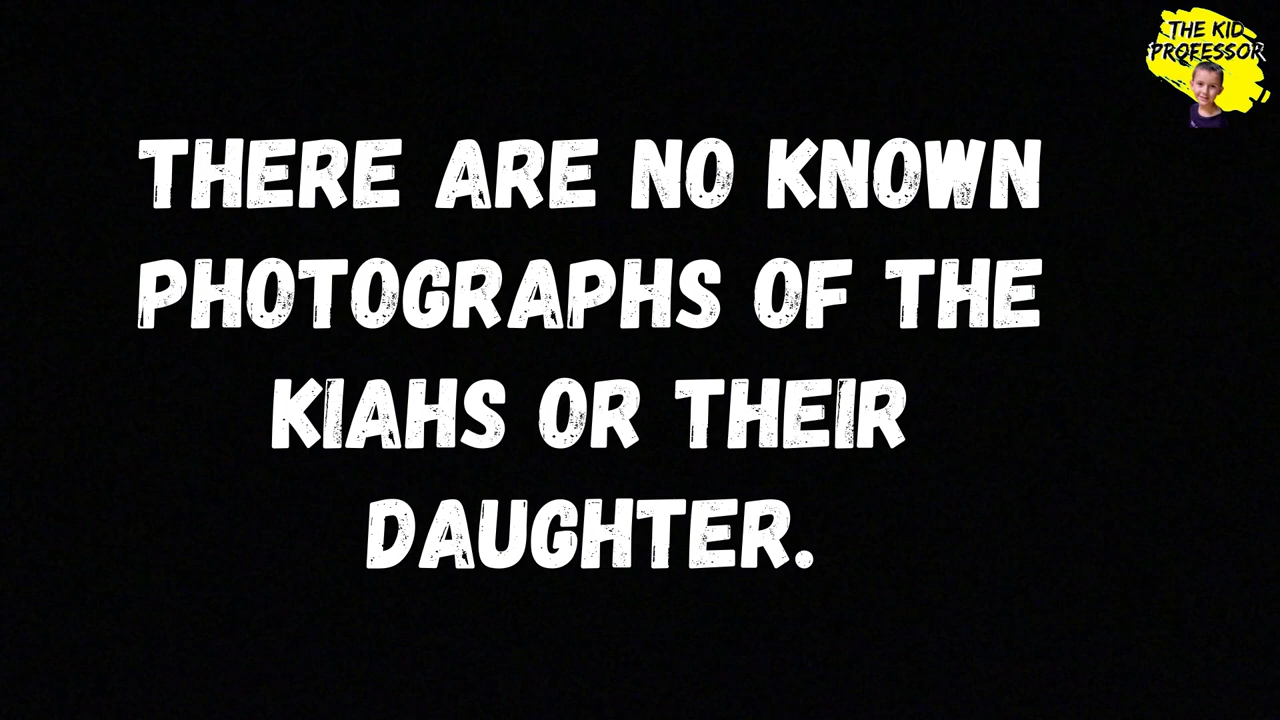 THE KID
PROFESSOR
THERE ARE NO KNOWN
PHOTOGRAPHS OF THE
KIAHS OR THEIR
DAUGHTER.